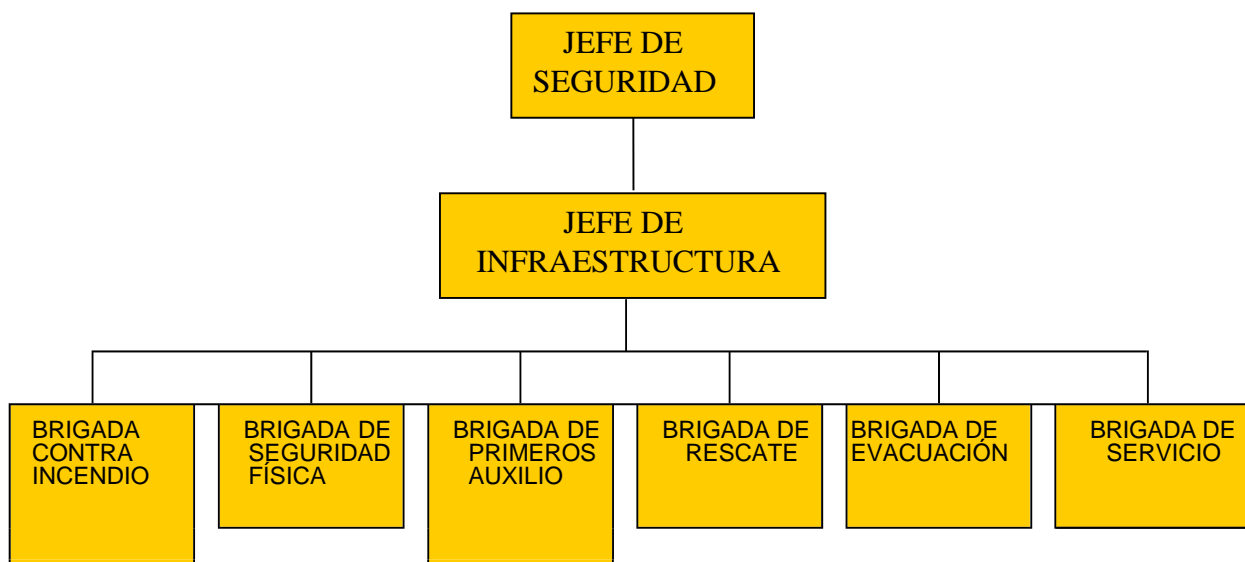 JEFE DE
SEGURIDAD
JEFE DE
INFRAESTRUCTURA
BRIGADA
CONTRA
INCENDIO
BRIGADA DE
SEGURIDAD
FÍSICA
BRIGADA DE
PRIMEROS
AUXILIO
BRIGADA DE
RESCATE
BRIGADA DE
EVACUACIÓN
BRIGADA DE
SERVICIO